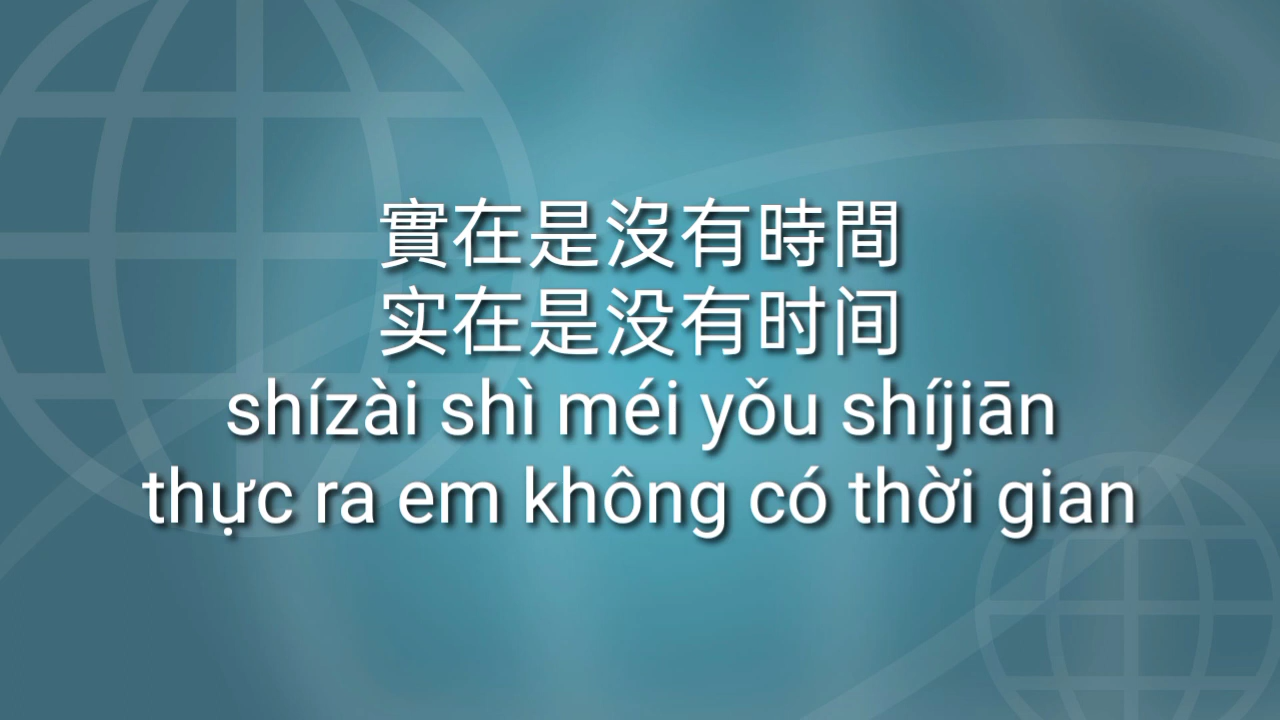 實在是沒有時間
实在是没有时间
shízài shì méi yǒu shíjiān
thực ra em không có thời gian